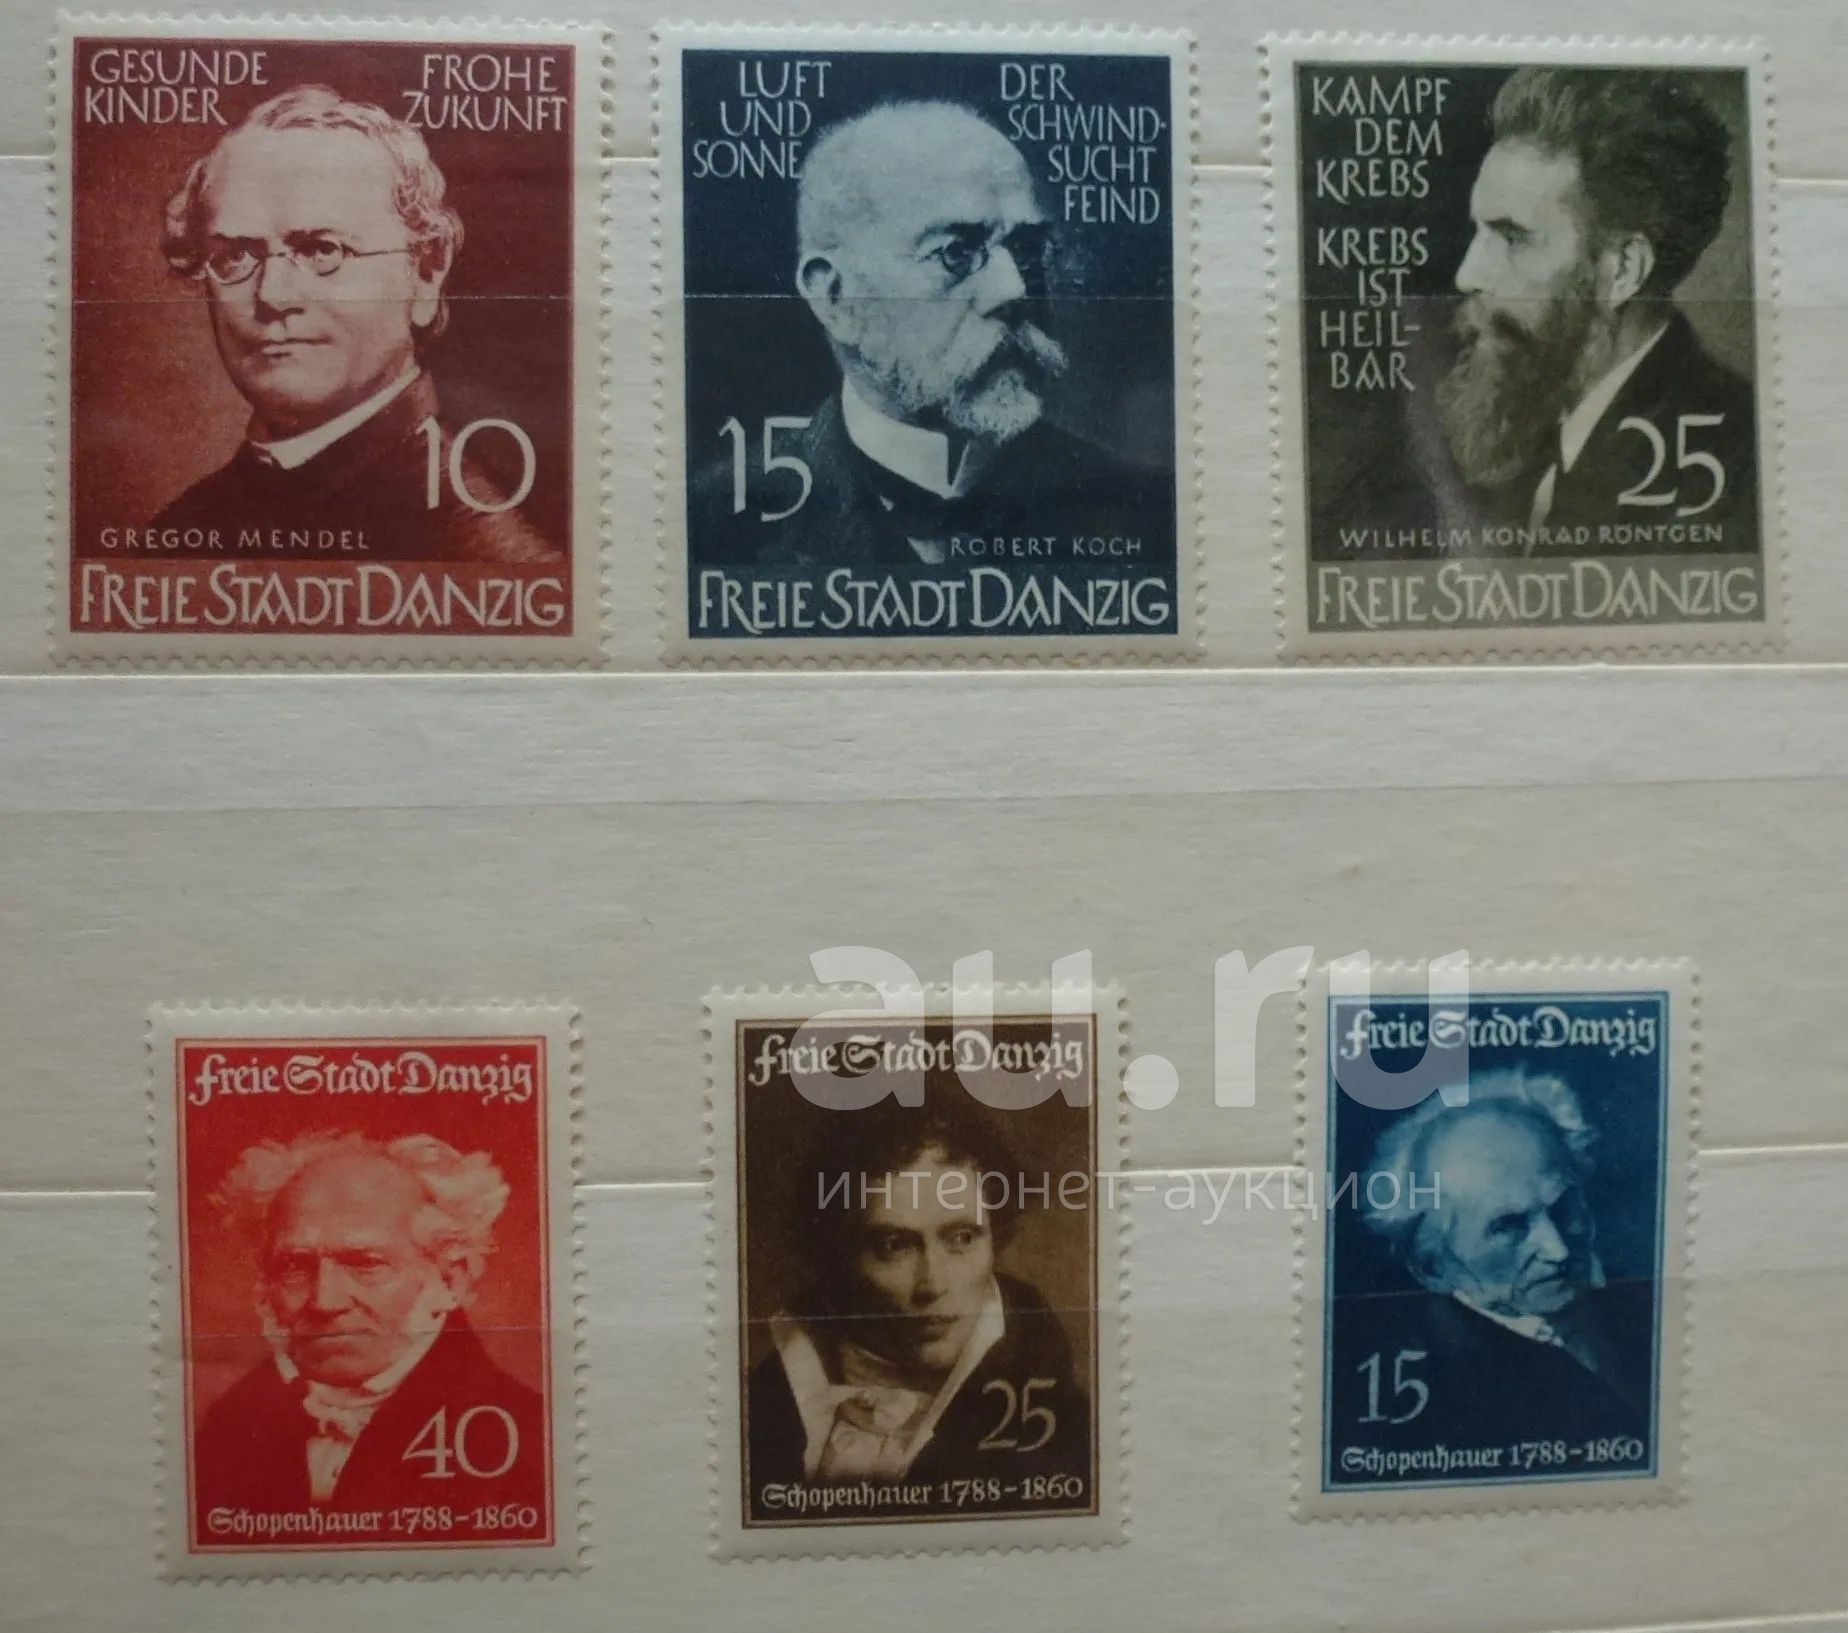 GESUNDE
KINDER
FROHE
ZUKUNFT
10
GREGOR MENDEL
FREIE STADT DANZIG
LUFT
UND
SONNE
DER
SCHWIND-
SUCHT
FEIND
15
ROBERT KOCH
FREIE STADT DANZIG
KAMPF
DEM
KREBS
KREBS
IST
HEIL-
BAR
25
WILHELM KONRAD RÖNTGEN
FREIE STADT DANZIG
Freie Stadt Danzig
40
Schopenhauer 1788-1860
Freie Stadt Danzig
25
Schopenhauer 1788-1860
Freie Stadt Danzig
15
Schopenhauer 1788-1860
au.ru
интернет-аукцион